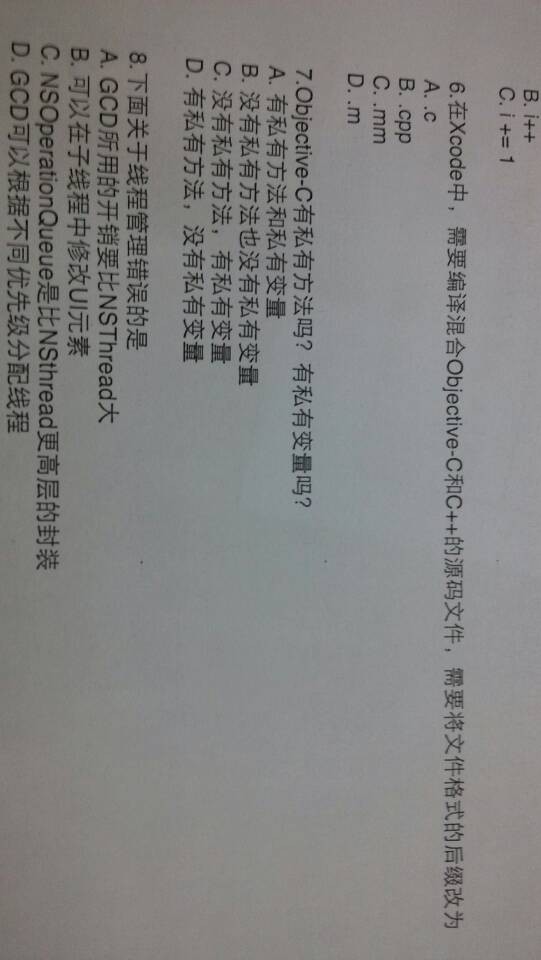 B. i++
C. i += 1
6.在Xcode中，需要编译混合Objective-C和C++的源码文件，需要将文件格式的后缀改为
A. .c
B. .cpp
C. .mm
D. .m
7.Objective-C有私有方法吗？有私有变量吗？
A. 有私有方法和私有变量
B. 没有私有方法也没有私有变量
C. 没有私有方法，有私有变量
D. 有私有方法，没有私有变量
8.下面关于线程管理错误的是
A. GCD所用的开销要比NSThread大
B. 可以在子线程中修改UI元素
C. NSOperationQueue是比NSthread更高层的封装
D. GCD可以根据不同优先级分配线程